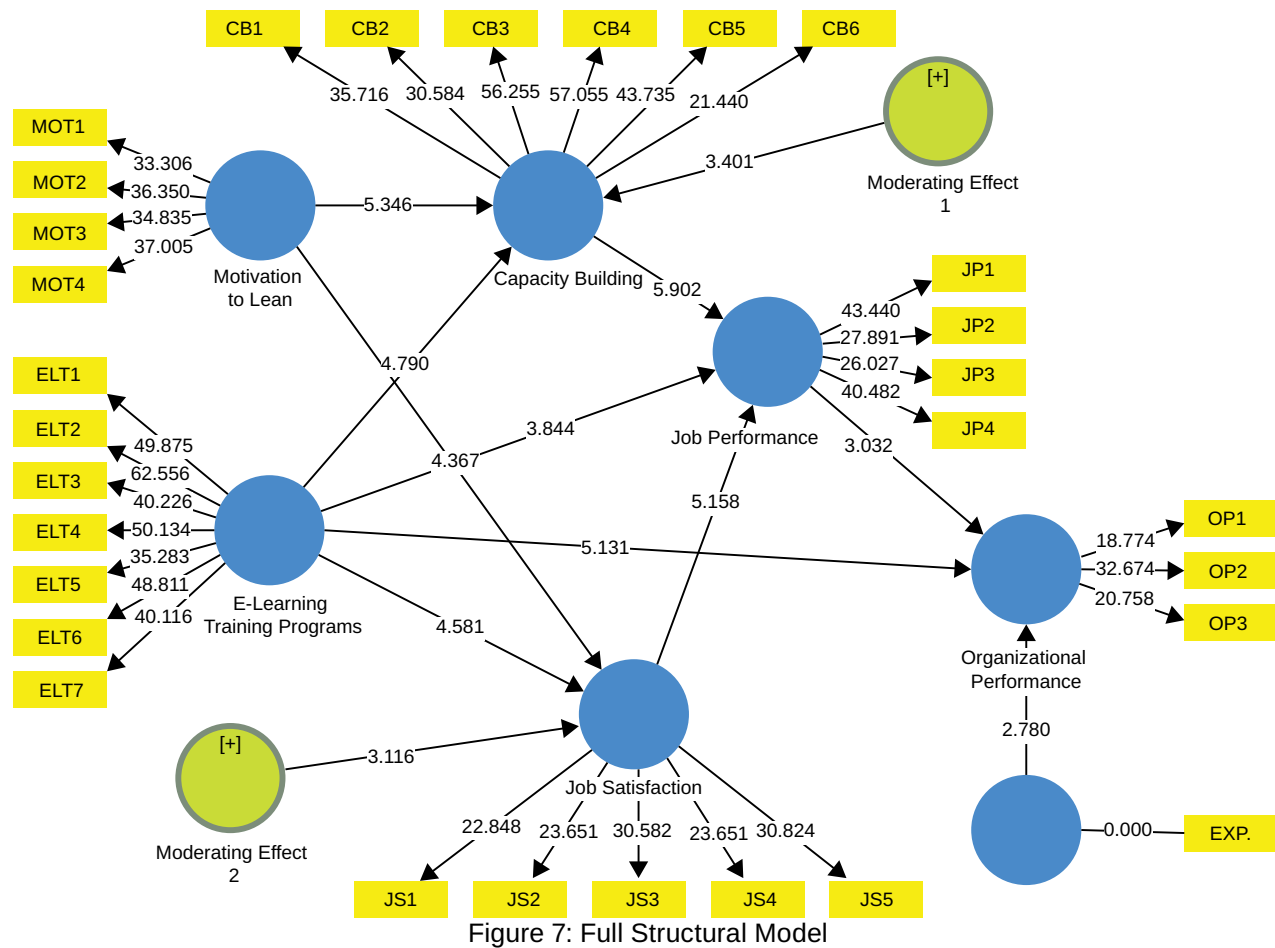 CB1
CB2
CB3
CB4
CB5
CB6
35.716
30.584
56.255
57.055
43.735
21.440
[+]
Moderating Effect
1
3.401
MOT1
MOT2
MOT3
MOT4
33.306
36.350
34.835
37.005
Motivation
to Lean
5.346
Capacity Building
5.902
JP1
JP2
JP3
JP4
43.440
27.891
26.027
40.482
Job Performance
4.790
3.844
4.367
3.032
5.158
ELT1
ELT2
ELT3
ELT4
ELT5
ELT6
ELT7
49.875
62.556
40.226
50.134
35.283
48.811
40.116
E-Learning
Training Programs
5.131
4.581
OP1
OP2
OP3
18.774
32.674
20.758
Organizational
Performance
2.780
0.000
EXP.
[+]
Moderating Effect
2
3.116
Job Satisfaction
22.848
23.651
30.582
23.651
30.824
JS1
JS2
JS3
JS4
JS5
Figure 7: Full Structural Model